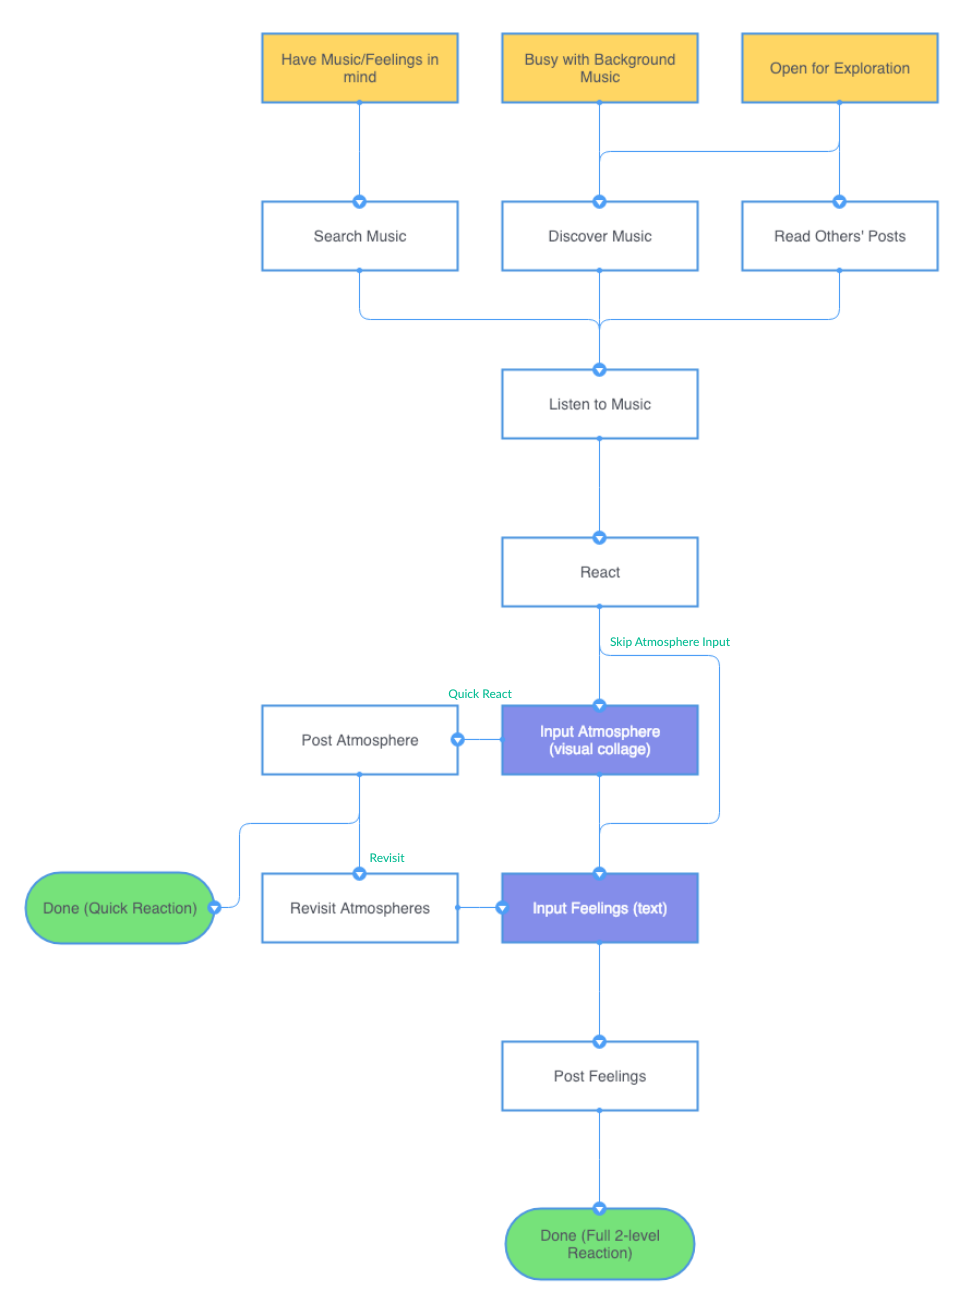 Have Music/Feelings in
mind
Busy with Background
Music
Open for Exploration
Search Music
Discover Music
Read Others' Posts
Listen to Music
React
Skip Atmosphere Input
Quick React
Post Atmosphere
Input Atmosphere
(visual collage)
Revisit
Done (Quick Reaction)
Revisit Atmospheres
Input Feelings (text)
Post Feelings
Done (Full 2-level
Reaction)